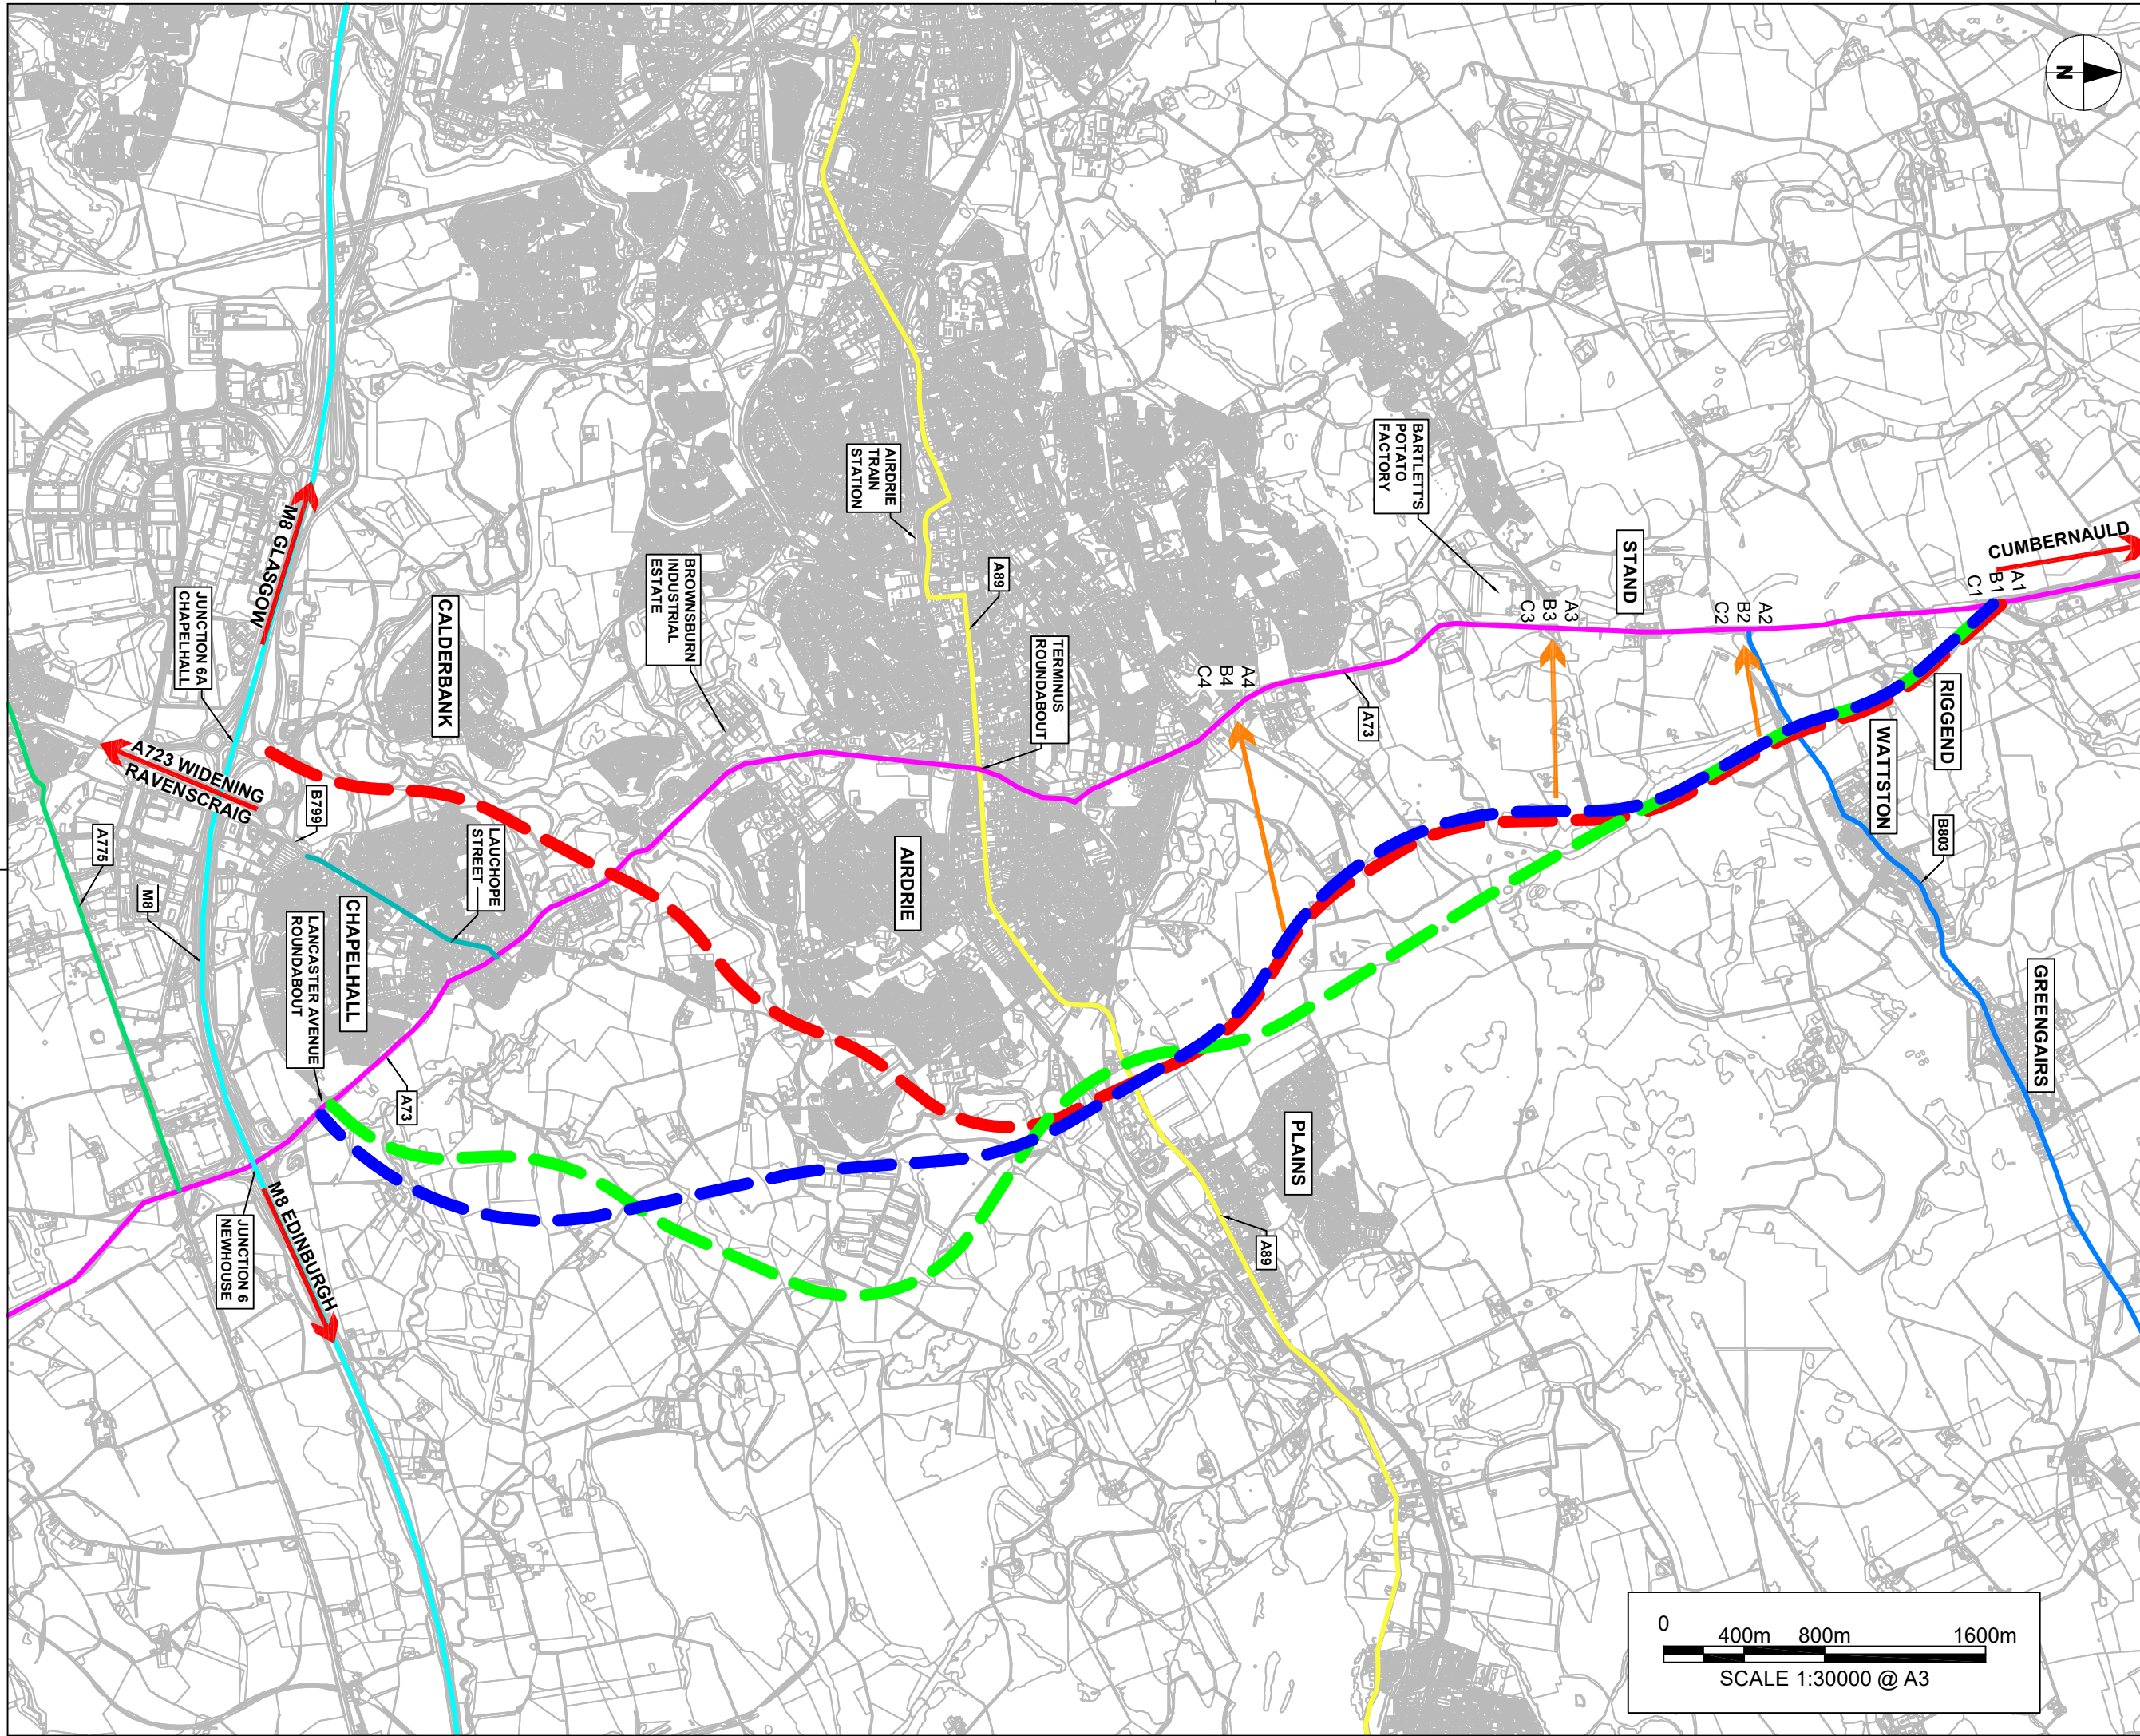 N
CUMBERNAULD
A1
B1
C1
RIGGEND
WATTSTON
B803
GREENGAIRS
A2
B2
C2
STAND
A3
B3
C3
BARTLETT'S
POTATO
FACTORY
A73
A4
B4
C4
PLAINS
A89
TERMINUS
ROUNDABOUT
A89
AIRDRIE
TRAIN
STATION
AIRDRIE
BROWNSBURN
INDUSTRIAL
ESTATE
CALDERBANK
LAUCHOPE
STREET
CHAPELHALL
A73
LANCASTER AVENUE
ROUNDABOUT
B799
M8 GLASGOW
JUNCTION 6A
CHAPELHALL
A723 WIDENING
RAVENSCRAIG
M8
A775
M8 EDINBURGH
JUNCTION 6
NEWHOUSE
0 400m 800m 1600m
SCALE 1:30000 @ A3